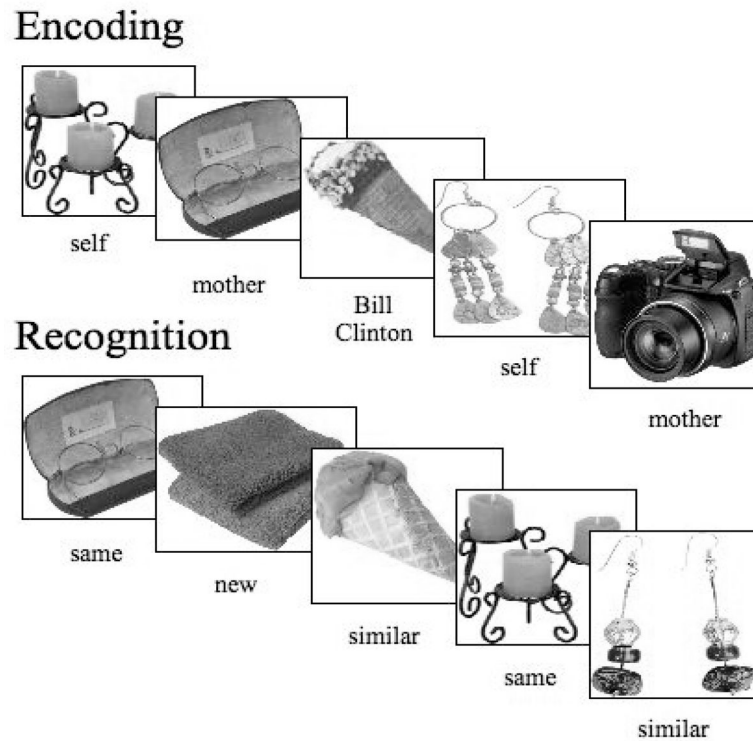 Encoding
self
mother
Bill
Clinton
self
mother
Recognition
same
new
similar
same
similar